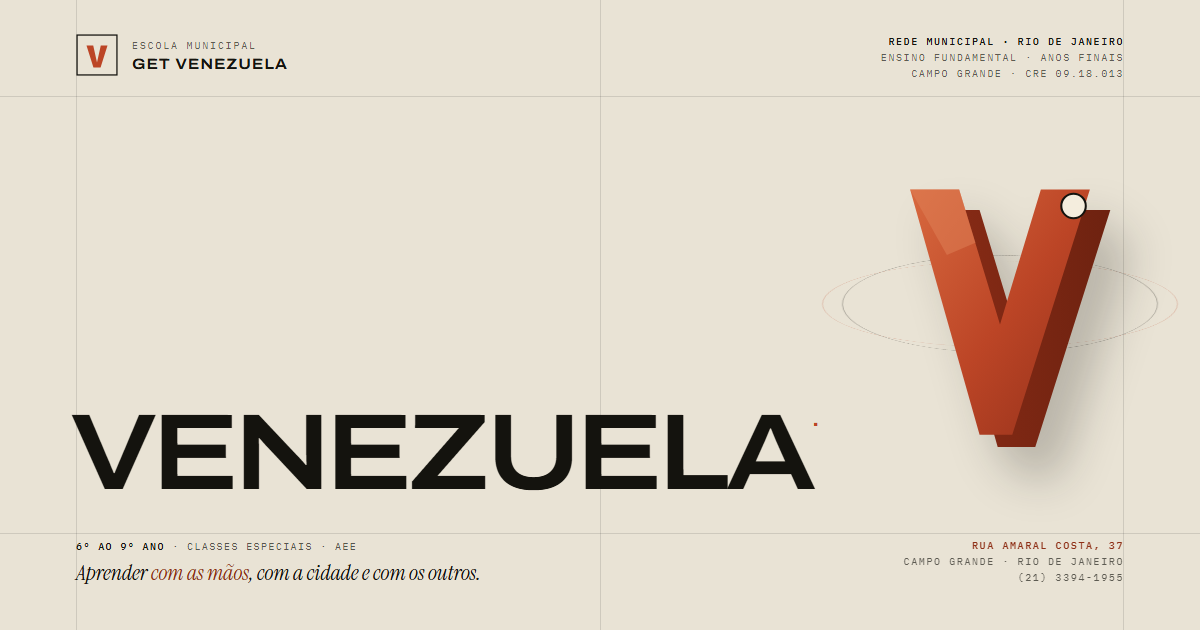 V
ESCOLA MUNICIPAL
GET VENEZUELA
REDE MUNICIPAL · RIO DE JANEIRO
ENSINO FUNDAMENTAL · ANOS FINAIS
CAMPO GRANDE · CRE 09.18.013
V
VENEZUELA.
6º AO 9º ANO · CLASSES ESPECIAIS · AEE
Aprender com as mãos, com a cidade e com os outros.
RUA AMARAL COSTA, 37
CAMPO GRANDE · RIO DE JANEIRO
(21) 3394-1955